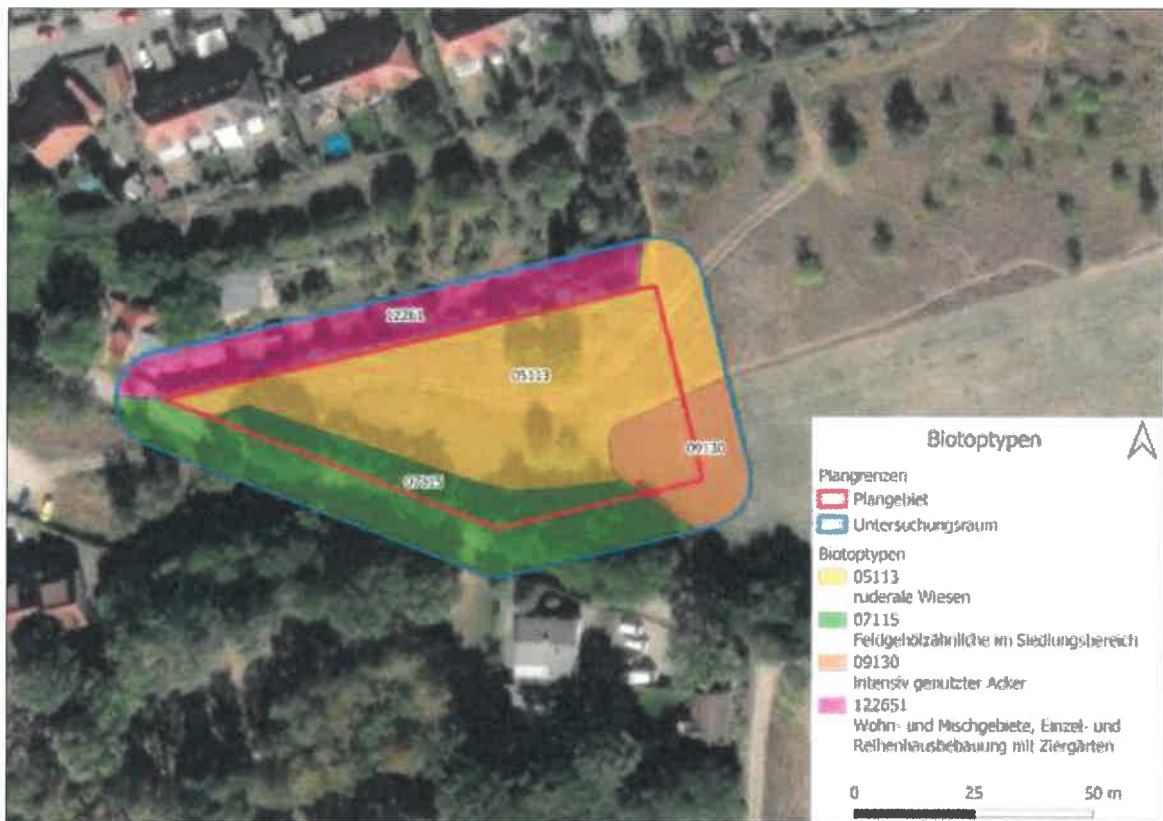 12261
05113
09130
Biotoptypen
Plangrenzen
Plangebiet
Untersuchungsraum
Biotoptypen
05113
ruderale Wiesen
07115
Feldgehölzähnliche im Siedlungsbereich
09130
Intensiv genutzter Acker
122651
Wohn- und Mischgebiete, Einzel- und
Reihenhausbebauung mit Ziergärten
0 25 50 m